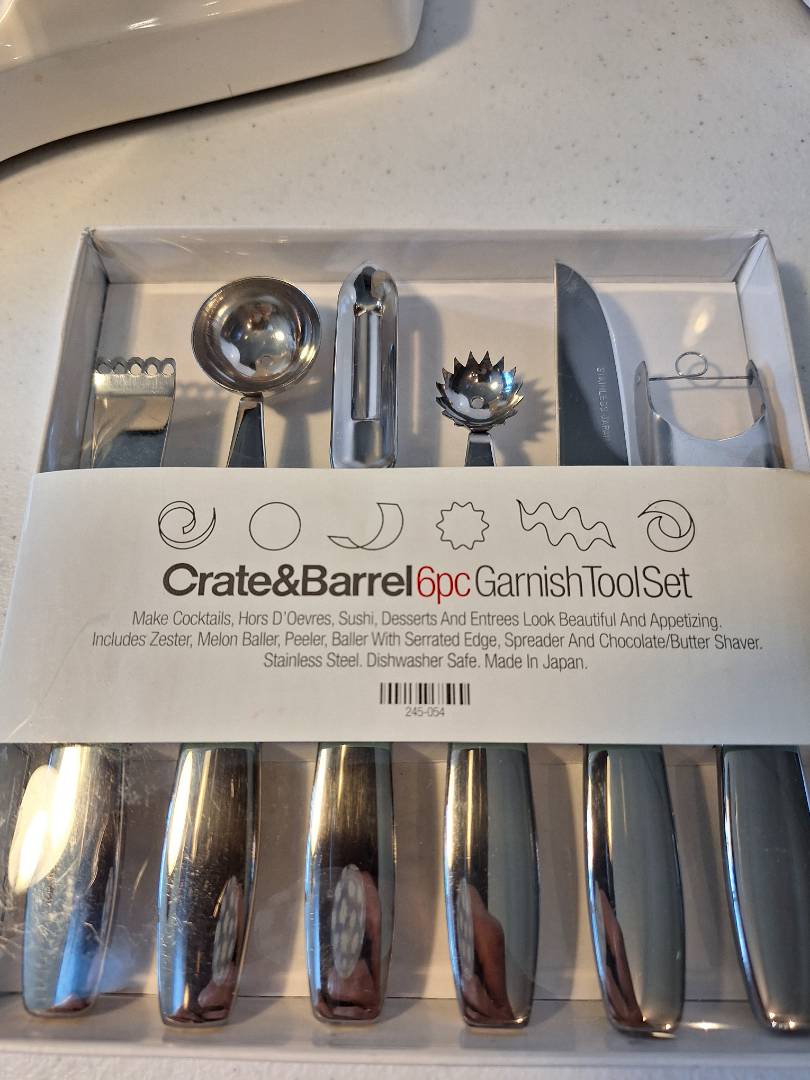 STAINLESS JAPAN
Crate&Barrel 6pc Garnish Tool Set
Make Cocktails, Hors D'Oevres, Sushi, Desserts And Entrees Look Beautiful And Appetizing.
Includes Zester, Melon Baller, Peeler, Baller With Serrated Edge, Spreader And Chocolate/Butter Shaver.
Stainless Steel. Dishwasher Safe. Made In Japan.
245-054